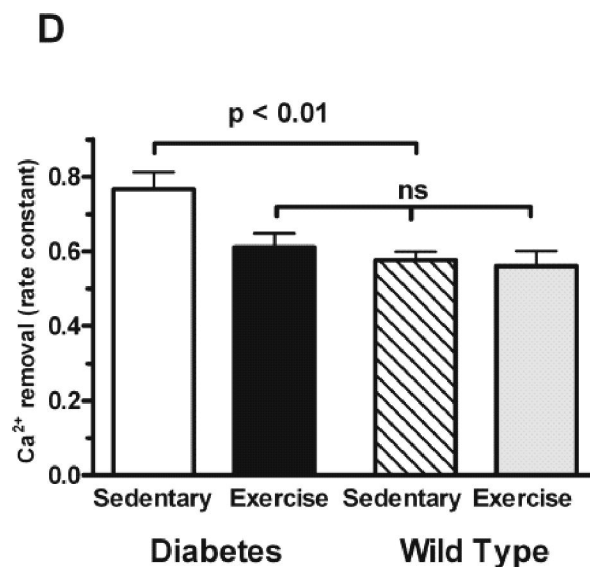 D
p < 0.01
ns
0.8
0.6
0.4
0.2
0.0
Ca²⁺ removal (rate constant)
Sedentary Exercise Sedentary Exercise
Diabetes Wild Type